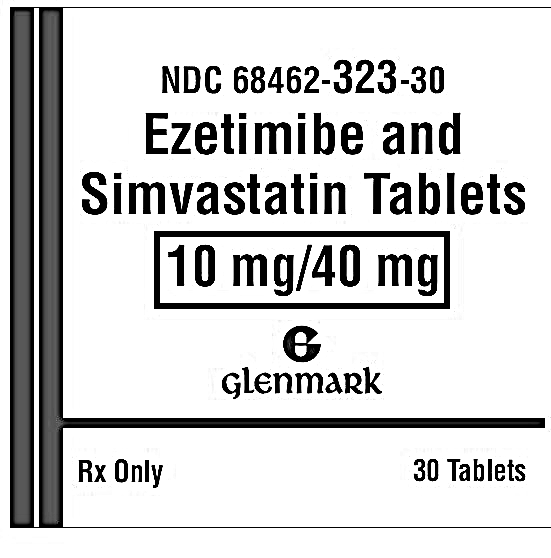 NDC 68462-323-30
Ezetimibe and
Simvastatin Tablets
10 mg/40 mg
Glenmark
Rx Only
30 Tablets